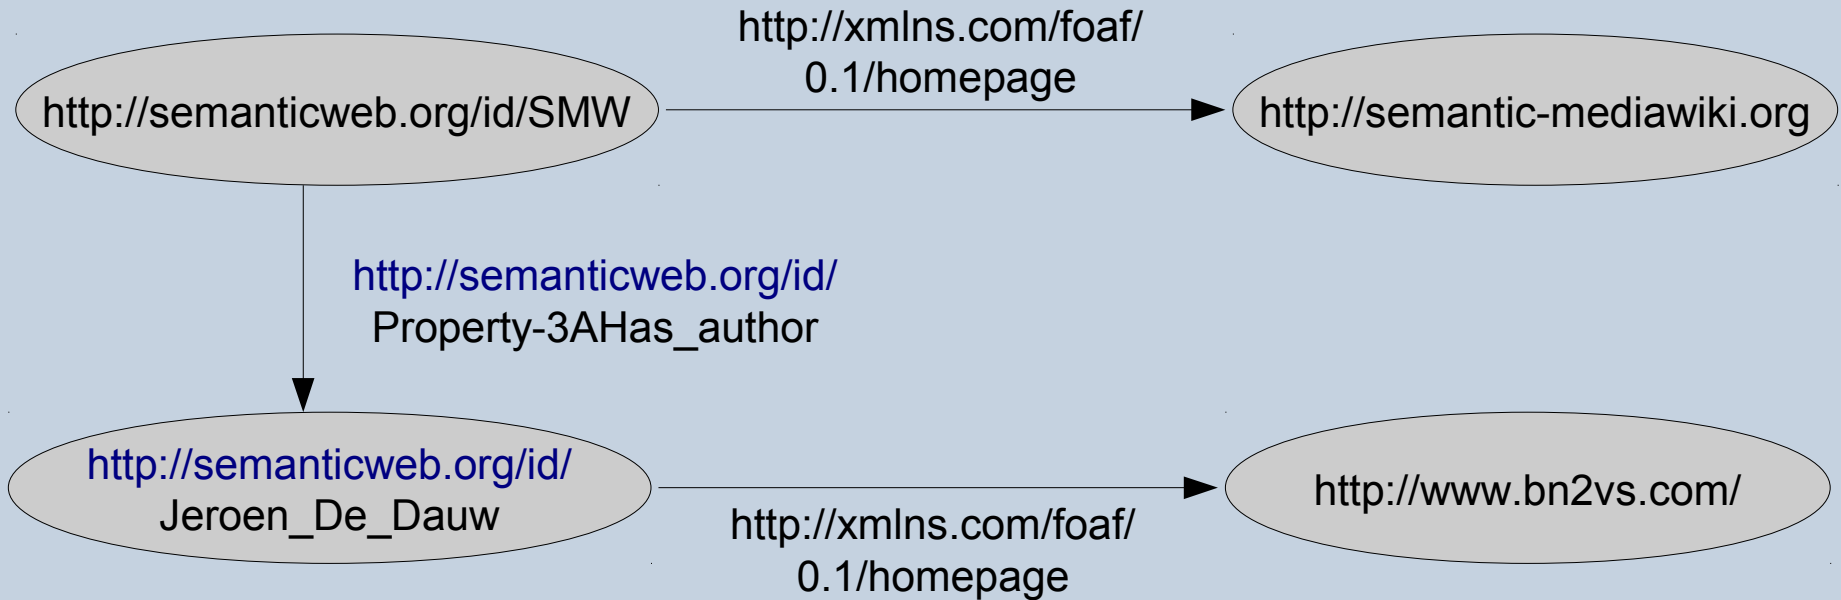 http://xmlns.com/foaf/
0.1/homepage
http://semanticweb.org/id/SMW
http://semantic-mediawiki.org
http://semanticweb.org/id/
Property-3AHas_author
http://semanticweb.org/id/
Jeroen_De_Dauw
http://www.bn2vs.com/
http://xmlns.com/foaf/
0.1/homepage